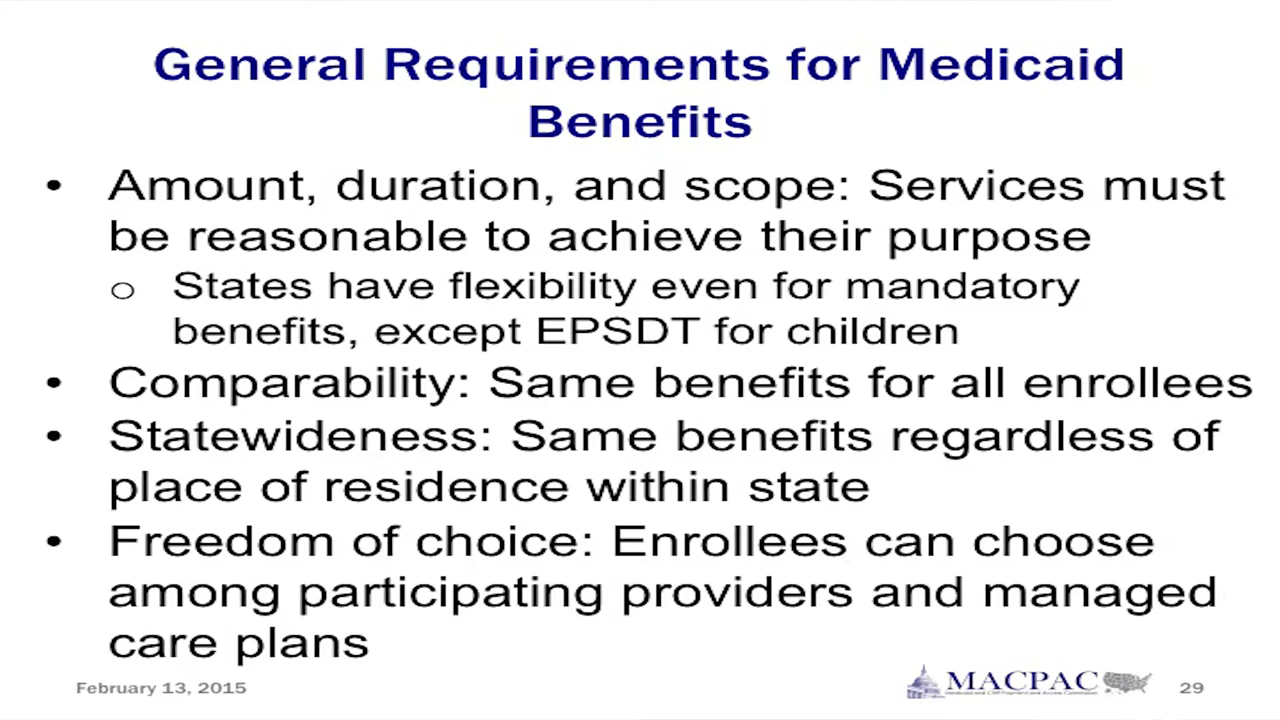 General Requirements for Medicaid
Benefits
• Amount, duration, and scope: Services must
be reasonable to achieve their purpose
o States have flexibility even for mandatory
benefits, except EPSDT for children
• Comparability: Same benefits for all enrollees
• Statewideness: Same benefits regardless of
place of residence within state
• Freedom of choice: Enrollees can choose
among participating providers and managed
care plans
February 13, 2015
MACPAC
29